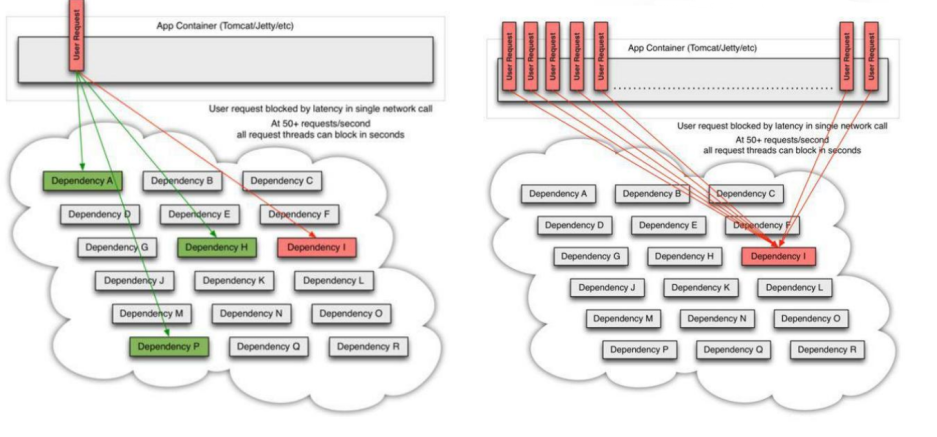 User Request
App Container (Tomcat/Jetty/etc)
User request blocked by latency in single network call
At 50+ requests/second
all request threads can block in seconds
Dependency A
Dependency B
Dependency C
Dependency D
Dependency E
Dependency F
Dependency G
Dependency H
Dependency I
Dependency J
Dependency K
Dependency L
Dependency M
Dependency N
Dependency O
Dependency P
Dependency Q
Dependency R
User Request
User Request
User Request
User Request
User Request
User Request
User Request
App Container (Tomcat/Jetty/etc)
User request blocked by latency in single network call
At 50+ requests/second
all request threads can block in seconds
Dependency A
Dependency B
Dependency C
Dependency D
Dependency E
Dependency F
Dependency G
Dependency H
Dependency I
Dependency J
Dependency K
Dependency L
Dependency M
Dependency N
Dependency O
Dependency P
Dependency Q
Dependency R